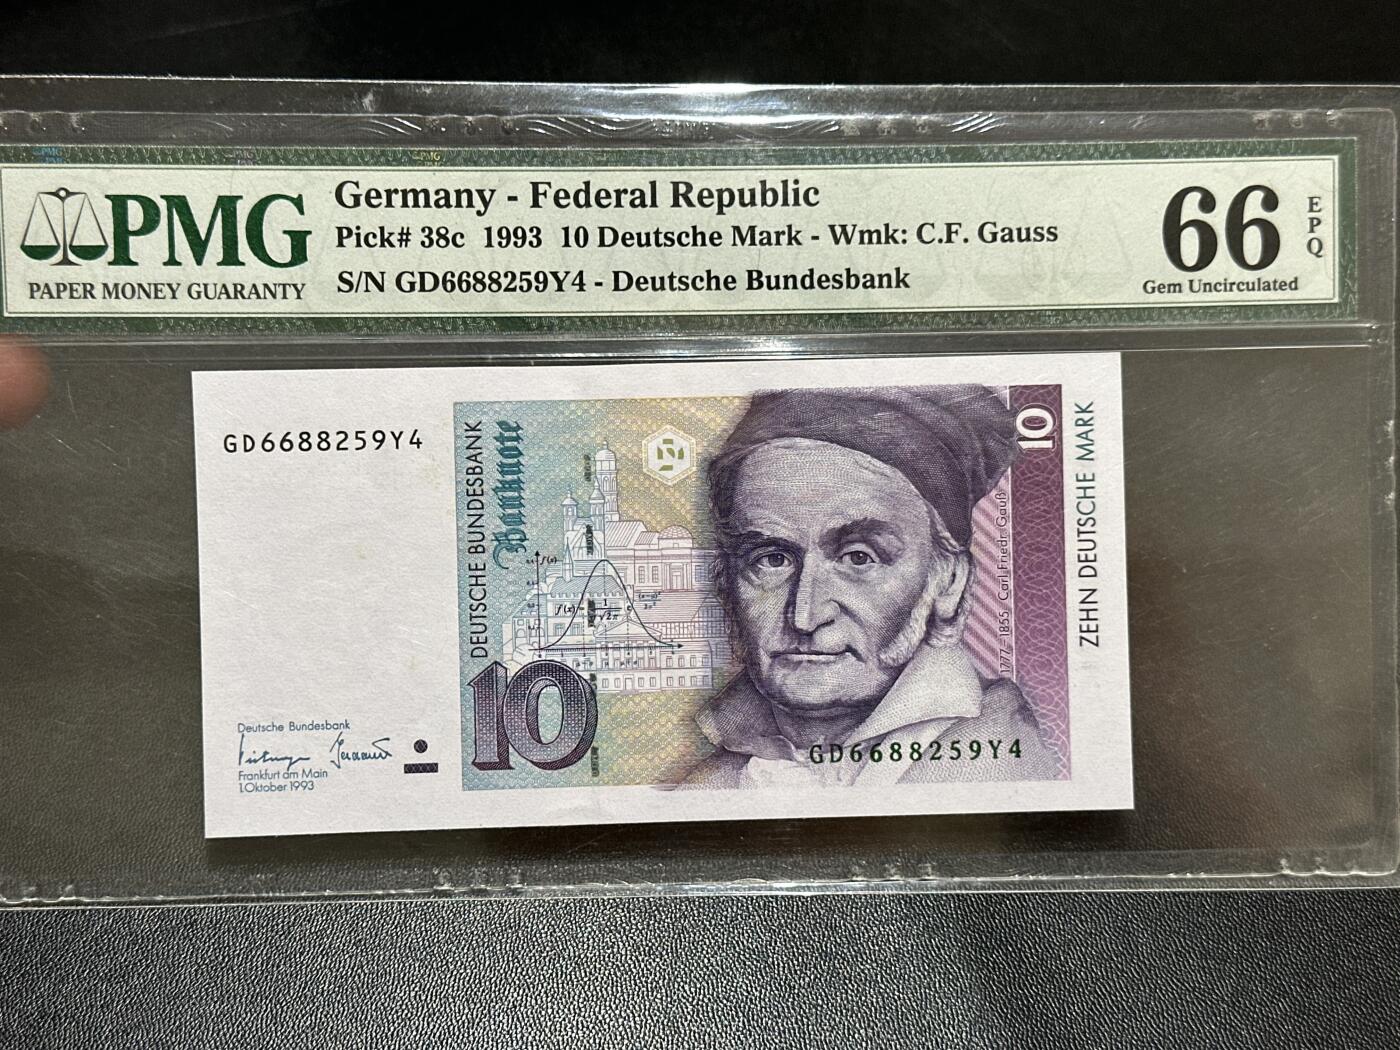 PMG
PAPER MONEY GUARANTY
Germany - Federal Republic
Pick# 38c 1993 10 Deutsche Mark - Wmk: C.F. Gauss
S/N GD6688259Y4 - Deutsche Bundesbank
66
EPQ
Gem Uncirculated
GD6688259Y4
DEUTSCHE BUNDESBANK
Banknote
10
ZEHN DEUTSCHE MARK
1777–1855 Carl Friedr. Gauß
10
GD6688259Y4
Deutsche Bundesbank
Frankfurt am Main
1.Oktober 1993